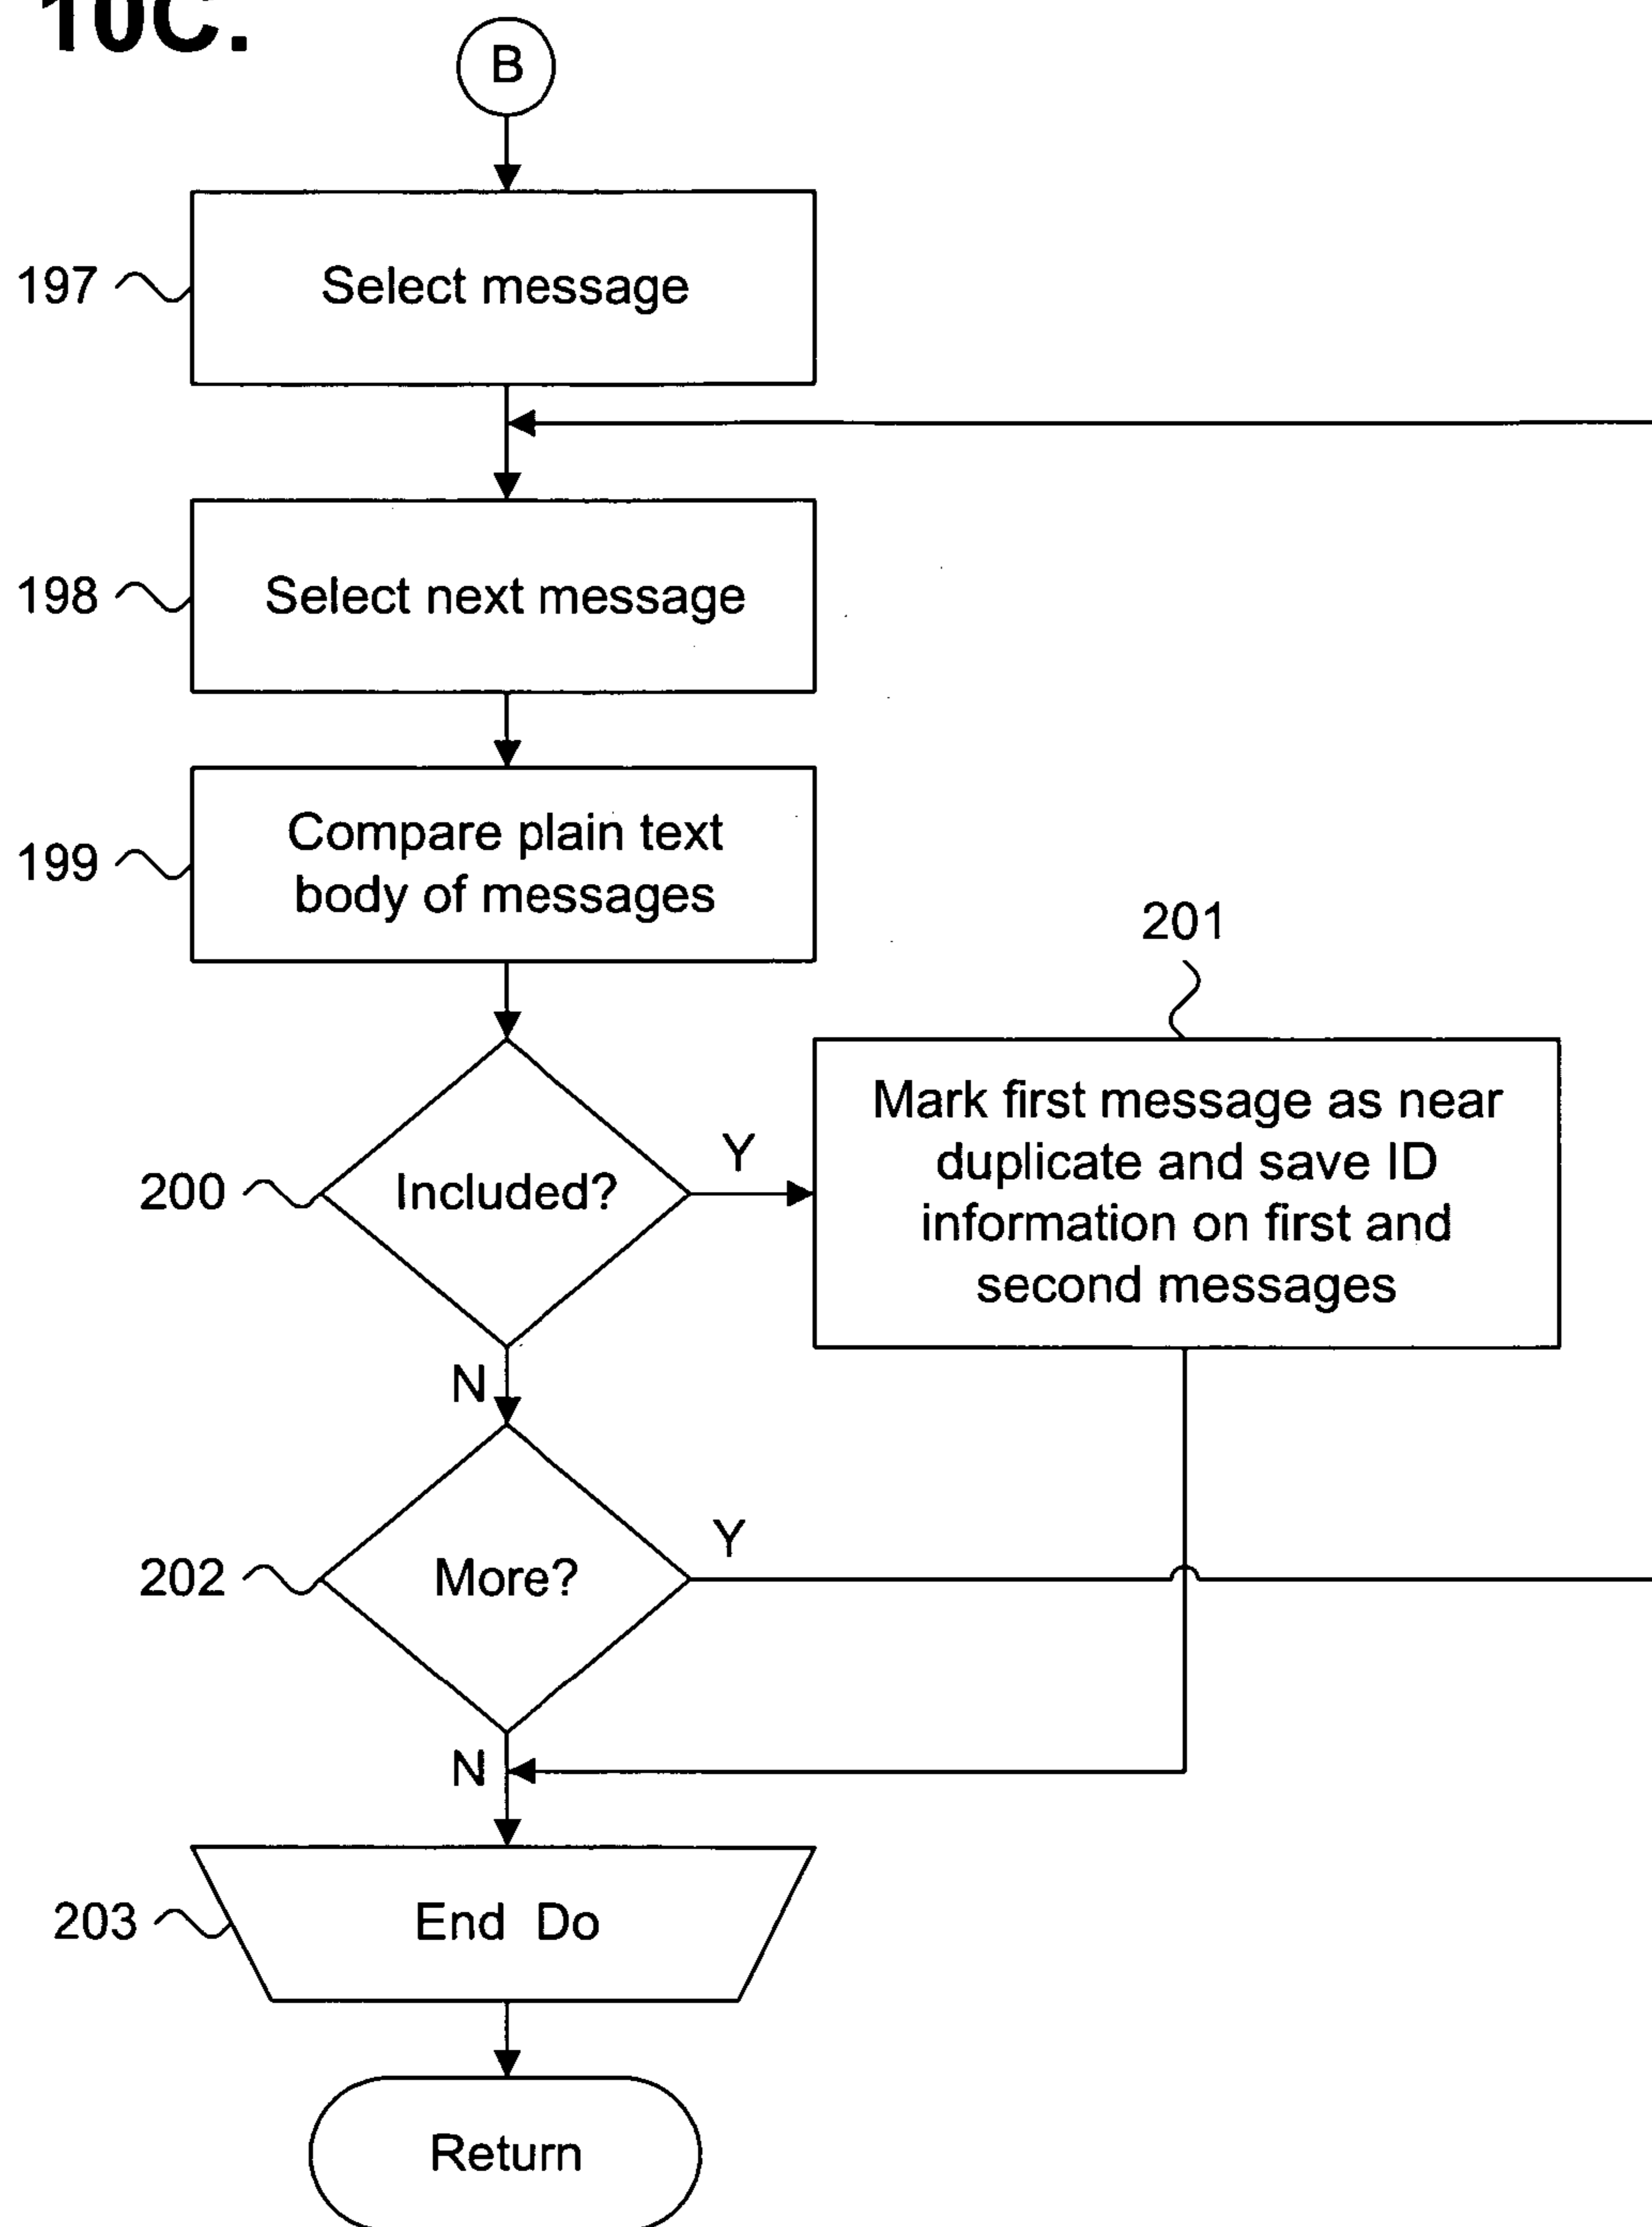 10C.
B
197
Select message
198
Select next message
199
Compare plain text
body of messages
201
Mark first message as near
duplicate and save ID
information on first and
second messages
200
Included?
Y
N
202
More?
Y
N
203
End Do
Return